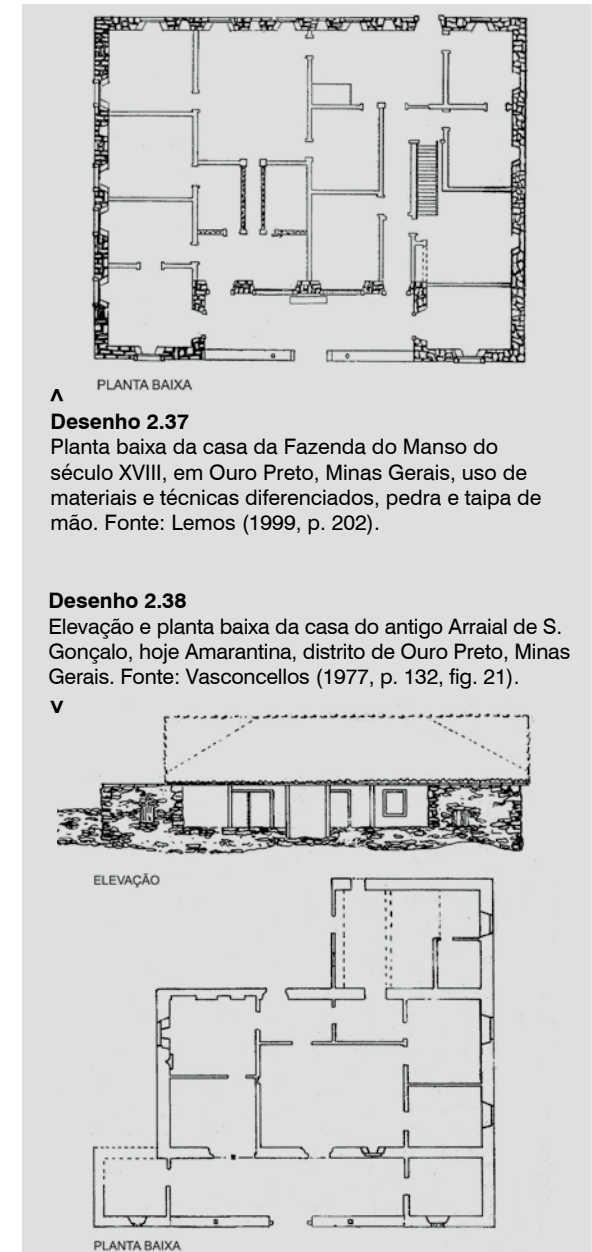 PLANTA BAIXA
Desenho 2.37
Planta baixa da casa da Fazenda do Manso do
século XVIII, em Ouro Preto, Minas Gerais, uso de
materiais e técnicas diferenciados, pedra e taipa de
mão. Fonte: Lemos (1999, p. 202).
Desenho 2.38
Elevação e planta baixa da casa do antigo Arraial de S.
Gonçalo, hoje Amarantina, distrito de Ouro Preto, Minas
Gerais. Fonte: Vasconcellos (1977, p. 132, fig. 21).
ELEVAÇÃO
PLANTA BAIXA